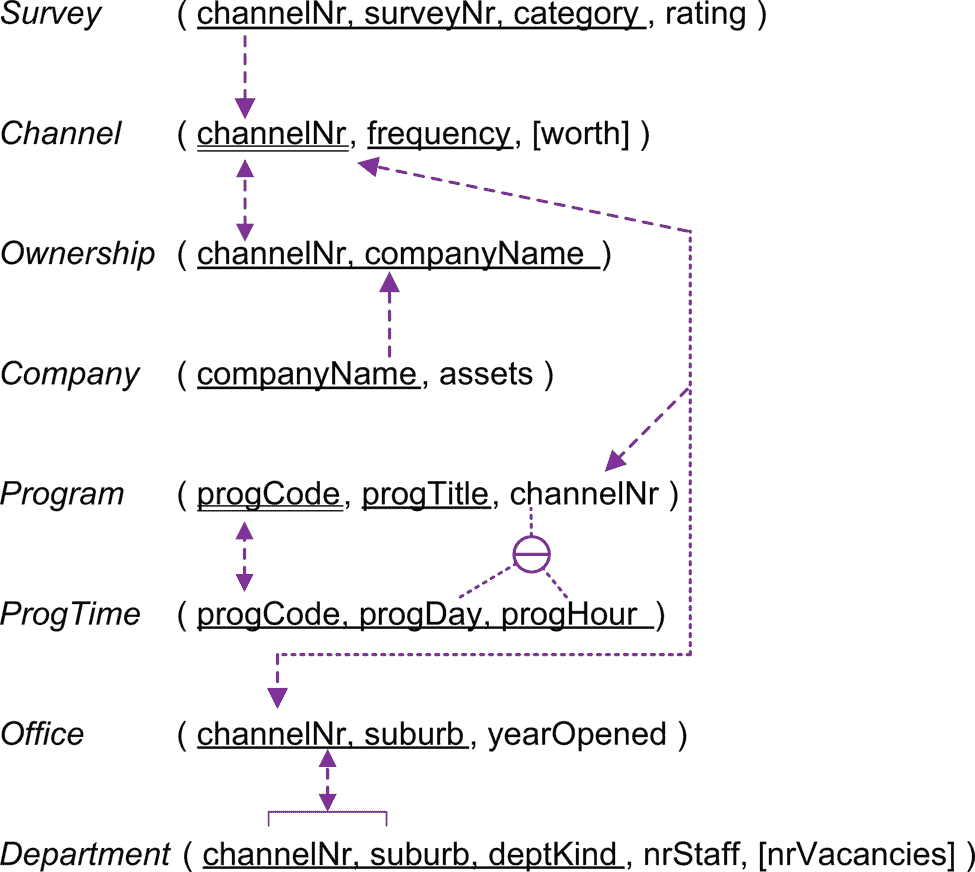 Survey ( channelNr, surveyNr, category , rating )
Channel ( channelNr, frequency, [worth] )
Ownership ( channelNr, companyName )
Company ( companyName, assets )
Program ( progCode, progTitle, channelNr )
ProgTime ( progCode, progDay, progHour )
Office ( channelNr, suburb, yearOpened )
Department ( channelNr, suburb, deptKind , nrStaff, [nrVacancies] )